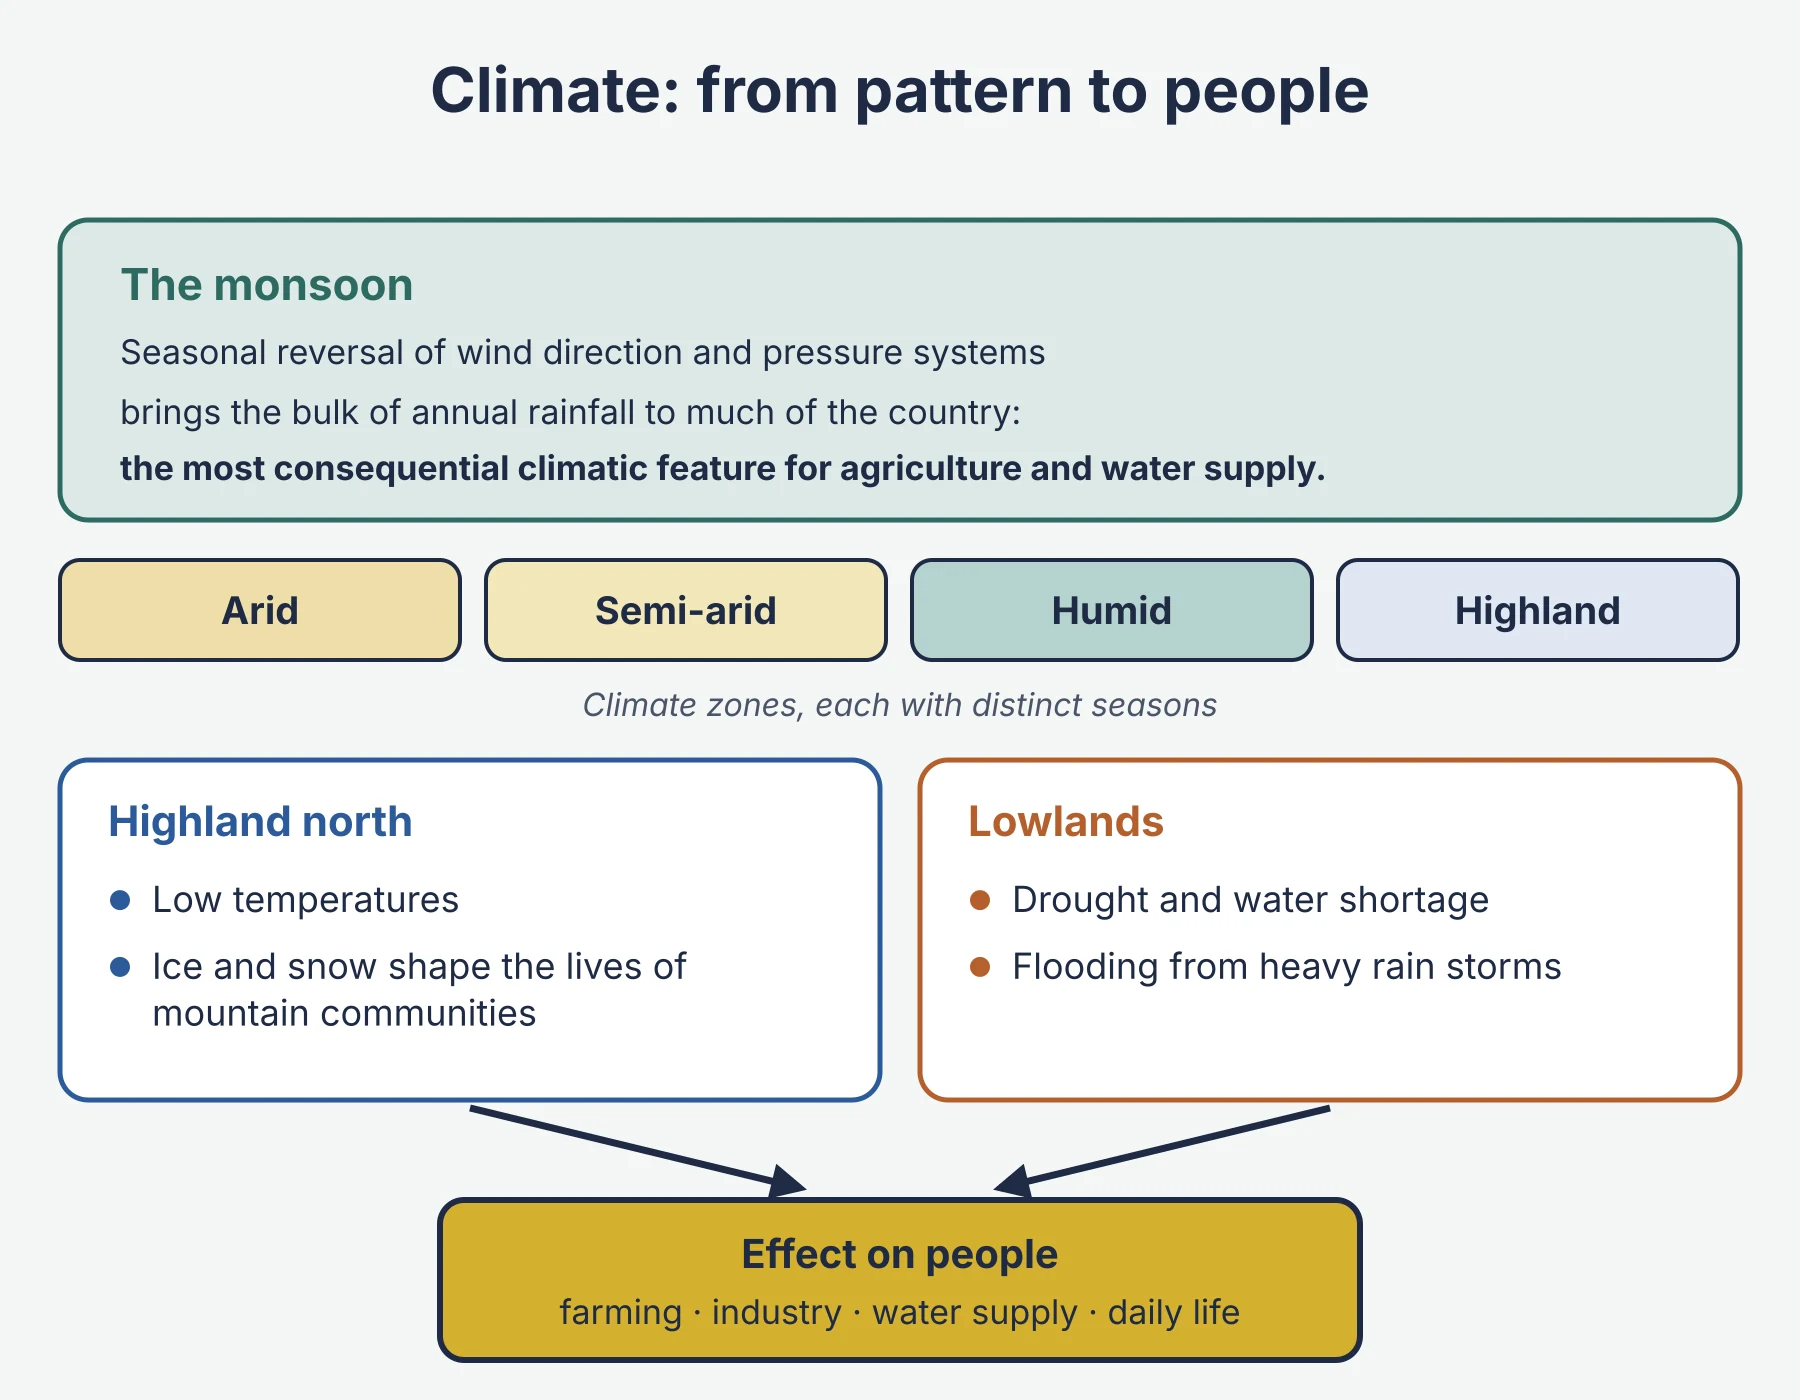 Climate: from pattern to people
The monsoon
Seasonal reversal of wind direction and pressure systems
brings the bulk of annual rainfall to much of the country:
the most consequential climatic feature for agriculture and water supply.
Arid
Semi-arid
Humid
Highland
Climate zones, each with distinct seasons
Highland north
Low temperatures
Ice and snow shape the lives of
mountain communities
Lowlands
Drought and water shortage
Flooding from heavy rain storms
Effect on people
farming · industry · water supply · daily life